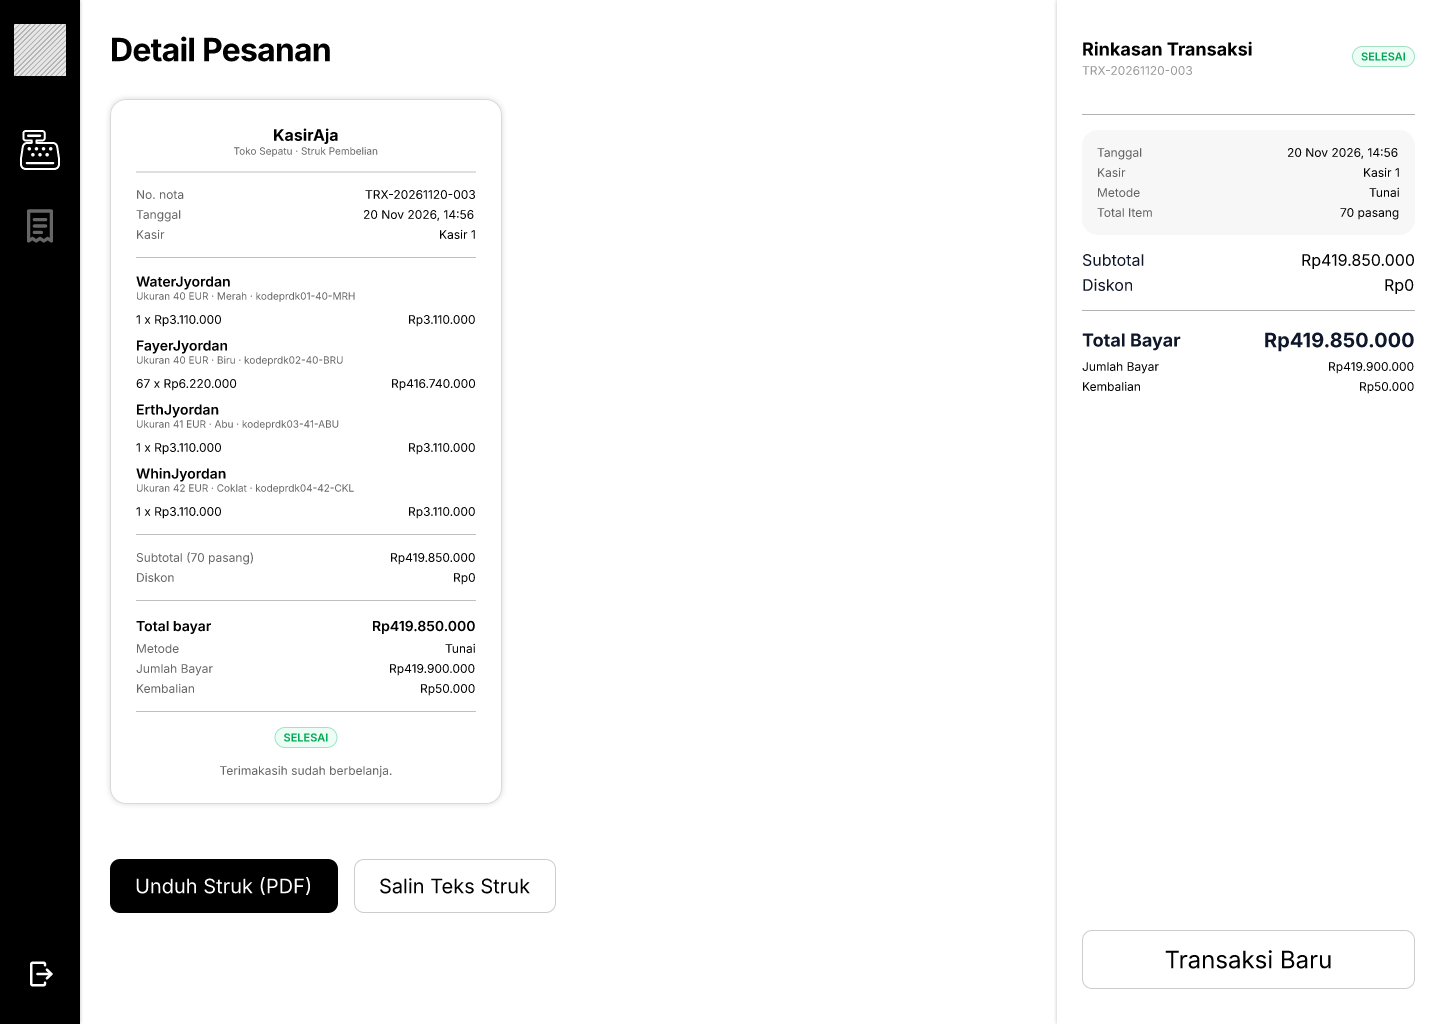 Detail Pesanan
KasirAja
Toko Sepatu · Struk Pembelian
No. nota TRX-20261120-003
Tanggal 20 Nov 2026, 14:56
Kasir Kasir 1
WaterJyordan
Ukuran 40 EUR · Merah · kodeprdk01-40-MRH
1 x Rp3.110.000 Rp3.110.000
FayerJyordan
Ukuran 40 EUR · Biru · kodeprdk02-40-BRU
67 x Rp6.220.000 Rp416.740.000
ErthJyordan
Ukuran 41 EUR · Abu · kodeprdk03-41-ABU
1 x Rp3.110.000 Rp3.110.000
WhinJyordan
Ukuran 42 EUR · Coklat · kodeprdk04-42-CKL
1 x Rp3.110.000 Rp3.110.000
Subtotal (70 pasang) Rp419.850.000
Diskon Rp0
Total bayar Rp419.850.000
Metode Tunai
Jumlah Bayar Rp419.900.000
Kembalian Rp50.000
SELESAI
Terimakasih sudah berbelanja.
Unduh Struk (PDF)
Salin Teks Struk
Rinkasan Transaksi
TRX-20261120-003
SELESAI
Tanggal 20 Nov 2026, 14:56
Kasir Kasir 1
Metode Tunai
Total Item 70 pasang
Subtotal Rp419.850.000
Diskon Rp0
Total Bayar Rp419.850.000
Jumlah Bayar Rp419.900.000
Kembalian Rp50.000
Transaksi Baru